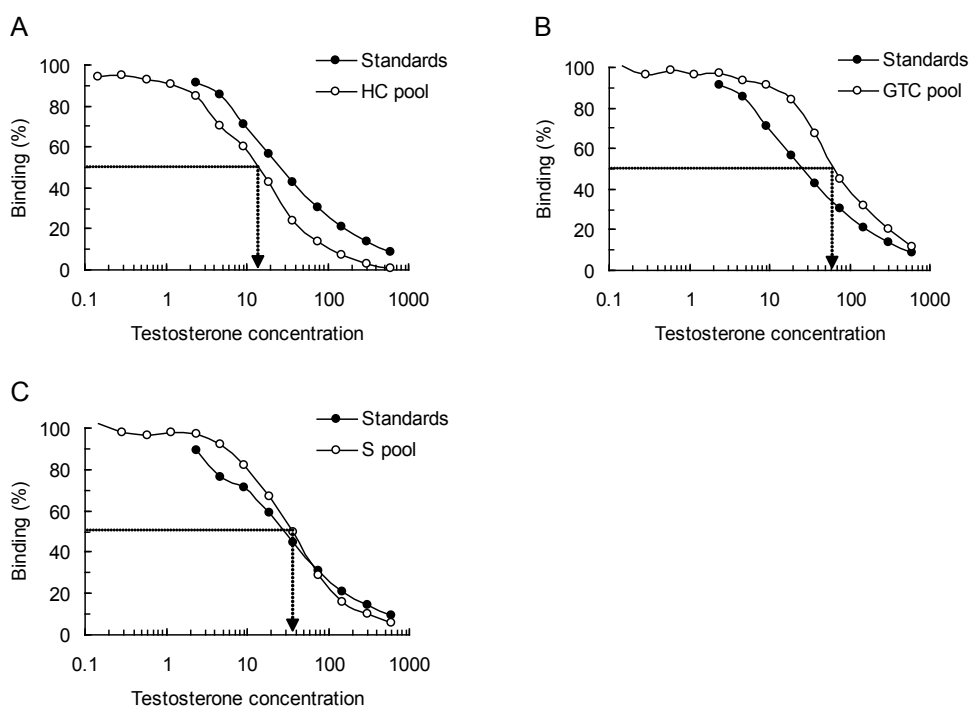 A
Standards
HC pool
Binding (%)
100
80
60
40
20
0
0.1 1 10 100 1000
Testosterone concentration
B
Standards
GTC pool
Binding (%)
100
80
60
40
20
0
0.1 1 10 100 1000
Testosterone concentration
C
Standards
S pool
Binding (%)
100
80
60
40
20
0
0.1 1 10 100 1000
Testosterone concentration